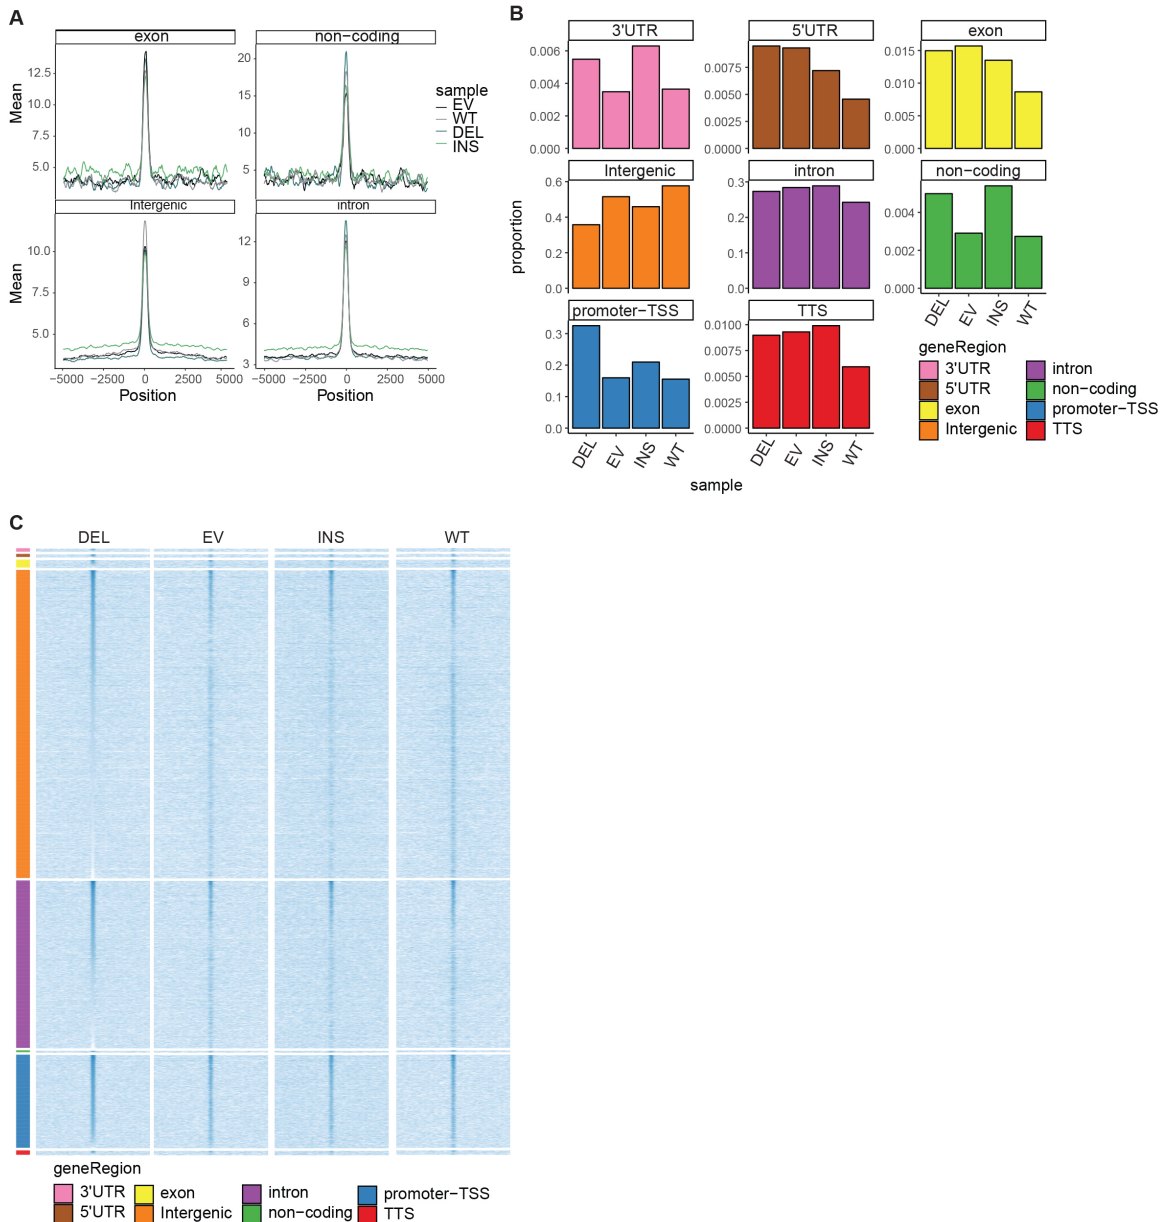 A
exon
non−coding
Mean
12.5
10.0
7.5
5.0
20
15
10
5
sample
EV
WT
DEL
INS
Intergenic
intron
Mean
10.0
7.5
5.0
12
9
6
3
−5000 −2500 0 2500 5000
−5000 −2500 0 2500 5000
Position
Position
B
3'UTR
5'UTR
exon
0.006
0.004
0.002
0.000
0.0075
0.0050
0.0025
0.0000
0.015
0.010
0.005
0.000
Intergenic
intron
non−coding
proportion
0.6
0.4
0.2
0.0
0.3
0.2
0.1
0.0
0.004
0.002
0.000
DEL EV INS WT
promoter−TSS
TTS
0.3
0.2
0.1
0.0
0.0100
0.0075
0.0050
0.0025
0.0000
DEL EV INS WT
DEL EV INS WT
sample
geneRegion
3'UTR intron
5'UTR non−coding
exon promoter−TSS
Intergenic TTS
C
DEL EV INS WT
geneRegion
3'UTR exon intron promoter−TSS
5'UTR Intergenic non−coding TTS